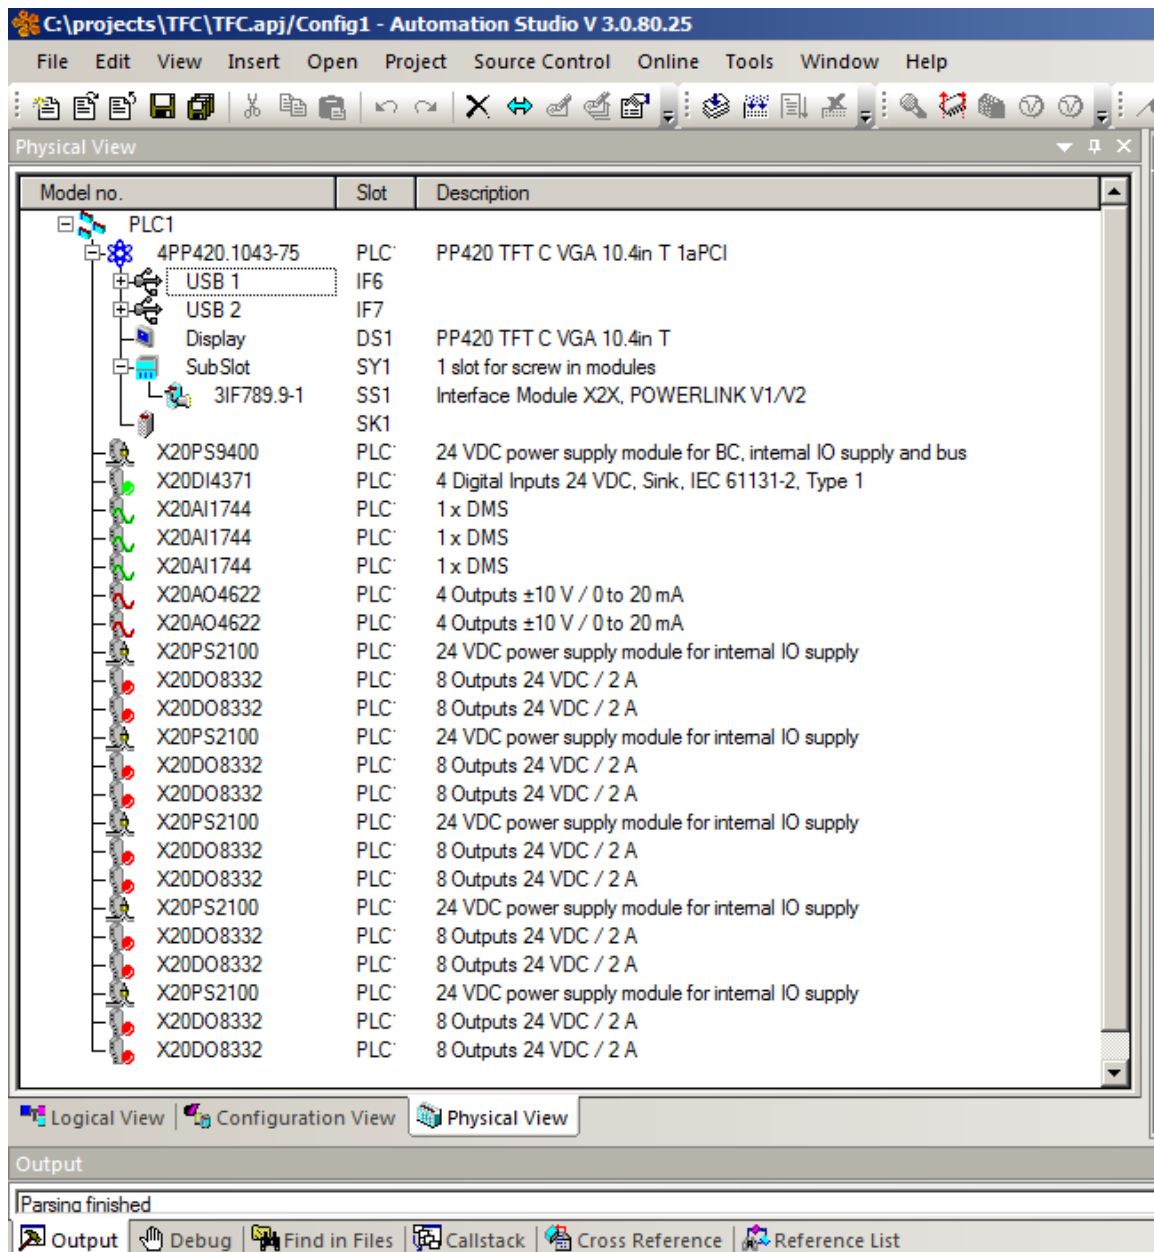 C:\projects\TFC\TFC.apj/Config1 - Automation Studio V 3.0.80.25
File Edit View Insert Open Project Source Control Online Tools Window Help
Physical View
Model no. Slot Description
PLC1
4PP420.1043-75 PLC PP420 TFT C VGA 10.4in T 1aPCI
USB 1 IF6
USB 2 IF7
Display DS1 PP420 TFT C VGA 10.4in T
SubSlot SY1 1 slot for screw in modules
3IF789.9-1 SS1 Interface Module X2X, POWERLINK V1/V2
SK1
X20PS9400 PLC 24 VDC power supply module for BC, internal IO supply and bus
X20DI4371 PLC 4 Digital Inputs 24 VDC, Sink, IEC 61131-2, Type 1
X20AI1744 PLC 1 x DMS
X20AI1744 PLC 1 x DMS
X20AI1744 PLC 1 x DMS
X20AO4622 PLC 4 Outputs ±10 V / 0 to 20 mA
X20AO4622 PLC 4 Outputs ±10 V / 0 to 20 mA
X20PS2100 PLC 24 VDC power supply module for internal IO supply
X20DO8332 PLC 8 Outputs 24 VDC / 2 A
X20DO8332 PLC 8 Outputs 24 VDC / 2 A
X20PS2100 PLC 24 VDC power supply module for internal IO supply
X20DO8332 PLC 8 Outputs 24 VDC / 2 A
X20DO8332 PLC 8 Outputs 24 VDC / 2 A
X20PS2100 PLC 24 VDC power supply module for internal IO supply
X20DO8332 PLC 8 Outputs 24 VDC / 2 A
X20DO8332 PLC 8 Outputs 24 VDC / 2 A
X20PS2100 PLC 24 VDC power supply module for internal IO supply
X20DO8332 PLC 8 Outputs 24 VDC / 2 A
X20DO8332 PLC 8 Outputs 24 VDC / 2 A
X20PS2100 PLC 24 VDC power supply module for internal IO supply
X20DO8332 PLC 8 Outputs 24 VDC / 2 A
X20DO8332 PLC 8 Outputs 24 VDC / 2 A
Logical View Configuration View Physical View
Output
Parsing finished
Output Debug Find in Files Callstack Cross Reference Reference List